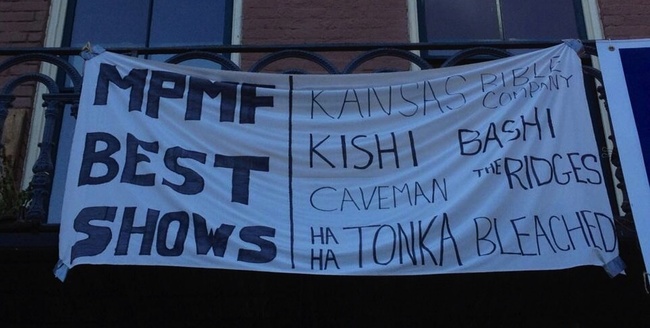 MPMF
BEST
SHOWS
KANSAS BIBLE COMPANY
KISHI BASHI
CAVEMAN THE RIDGES
HA HA TONKA BLEACHED